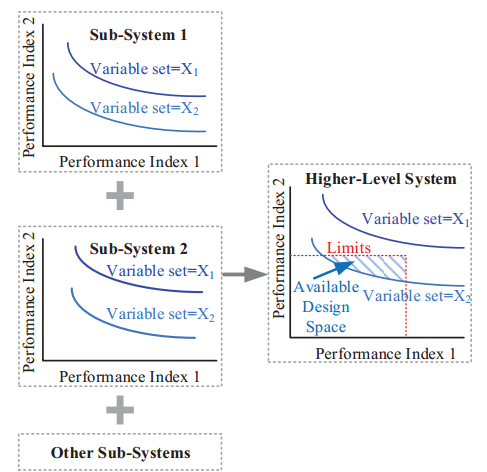 Sub-System 1
Performance Index 2
Variable set=X1
Variable set=X2
Performance Index 1
+
Sub-System 2
Performance Index 2
Variable set=X1
Variable set=X2
Performance Index 1
+
Other Sub-Systems
Higher-Level System
Performance Index 2
Variable set=X1
Limits
Available
Design
Space
Variable set=X2
Performance Index 1